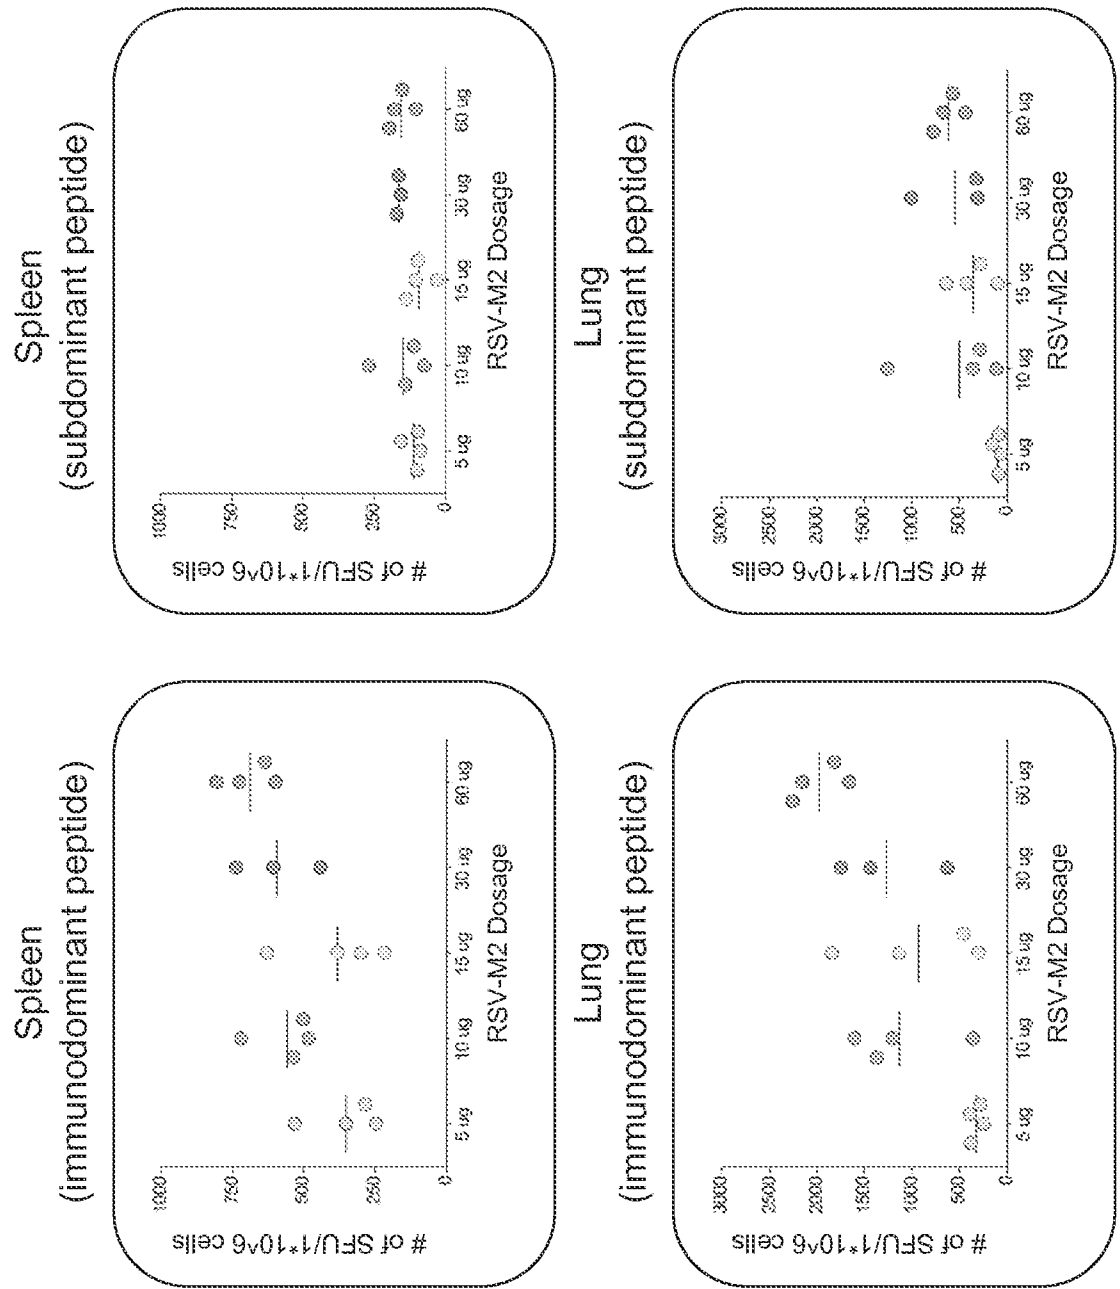 Spleen
(immunodominant peptide)
# of SFU/1*10^6 cells
1000
750
500
250
0
5 ug
10 ug
15 ug
30 ug
60 ug
RSV-M2 Dosage
Spleen
(subdominant peptide)
# of SFU/1*10^6 cells
1000
750
500
250
0
5 ug
10 ug
15 ug
30 ug
60 ug
RSV-M2 Dosage
Lung
(immunodominant peptide)
# of SFU/1*10^6 cells
3000
2500
2000
1500
1000
500
0
5 ug
10 ug
15 ug
30 ug
60 ug
RSV-M2 Dosage
Lung
(subdominant peptide)
# of SFU/1*10^6 cells
3000
2500
2000
1500
1000
500
0
5 ug
10 ug
15 ug
30 ug
60 ug
RSV-M2 Dosage